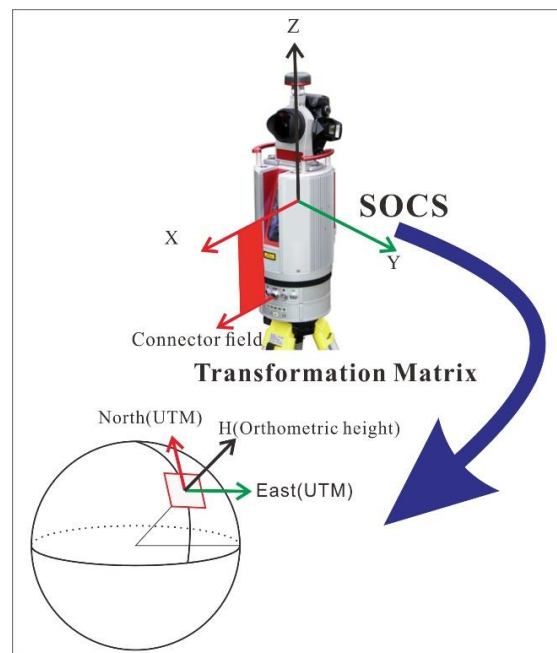 Z
SOCS
X
Y
Connector field
Transformation Matrix
North(UTM)
H(Orthometric height)
East(UTM)